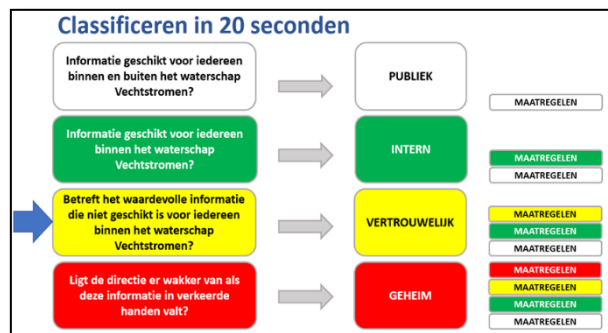 Classificeren in 20 seconden
Informatie geschikt voor iedereen
binnen en buiten het waterschap
Vechtstromen?
PUBLIEK
MAATREGELEN
Informatie geschikt voor iedereen
binnen het waterschap
Vechtstromen?
INTERN
MAATREGELEN
MAATREGELEN
Betreft het waardevolle informatie
die niet geschikt is voor iedereen
binnen het waterschap
Vechtstromen?
VERTROUWELIJK
MAATREGELEN
MAATREGELEN
MAATREGELEN
Ligt de directie er wakker van als
deze informatie in verkeerde
handen valt?
GEHEIM
MAATREGELEN
MAATREGELEN
MAATREGELEN
MAATREGELEN